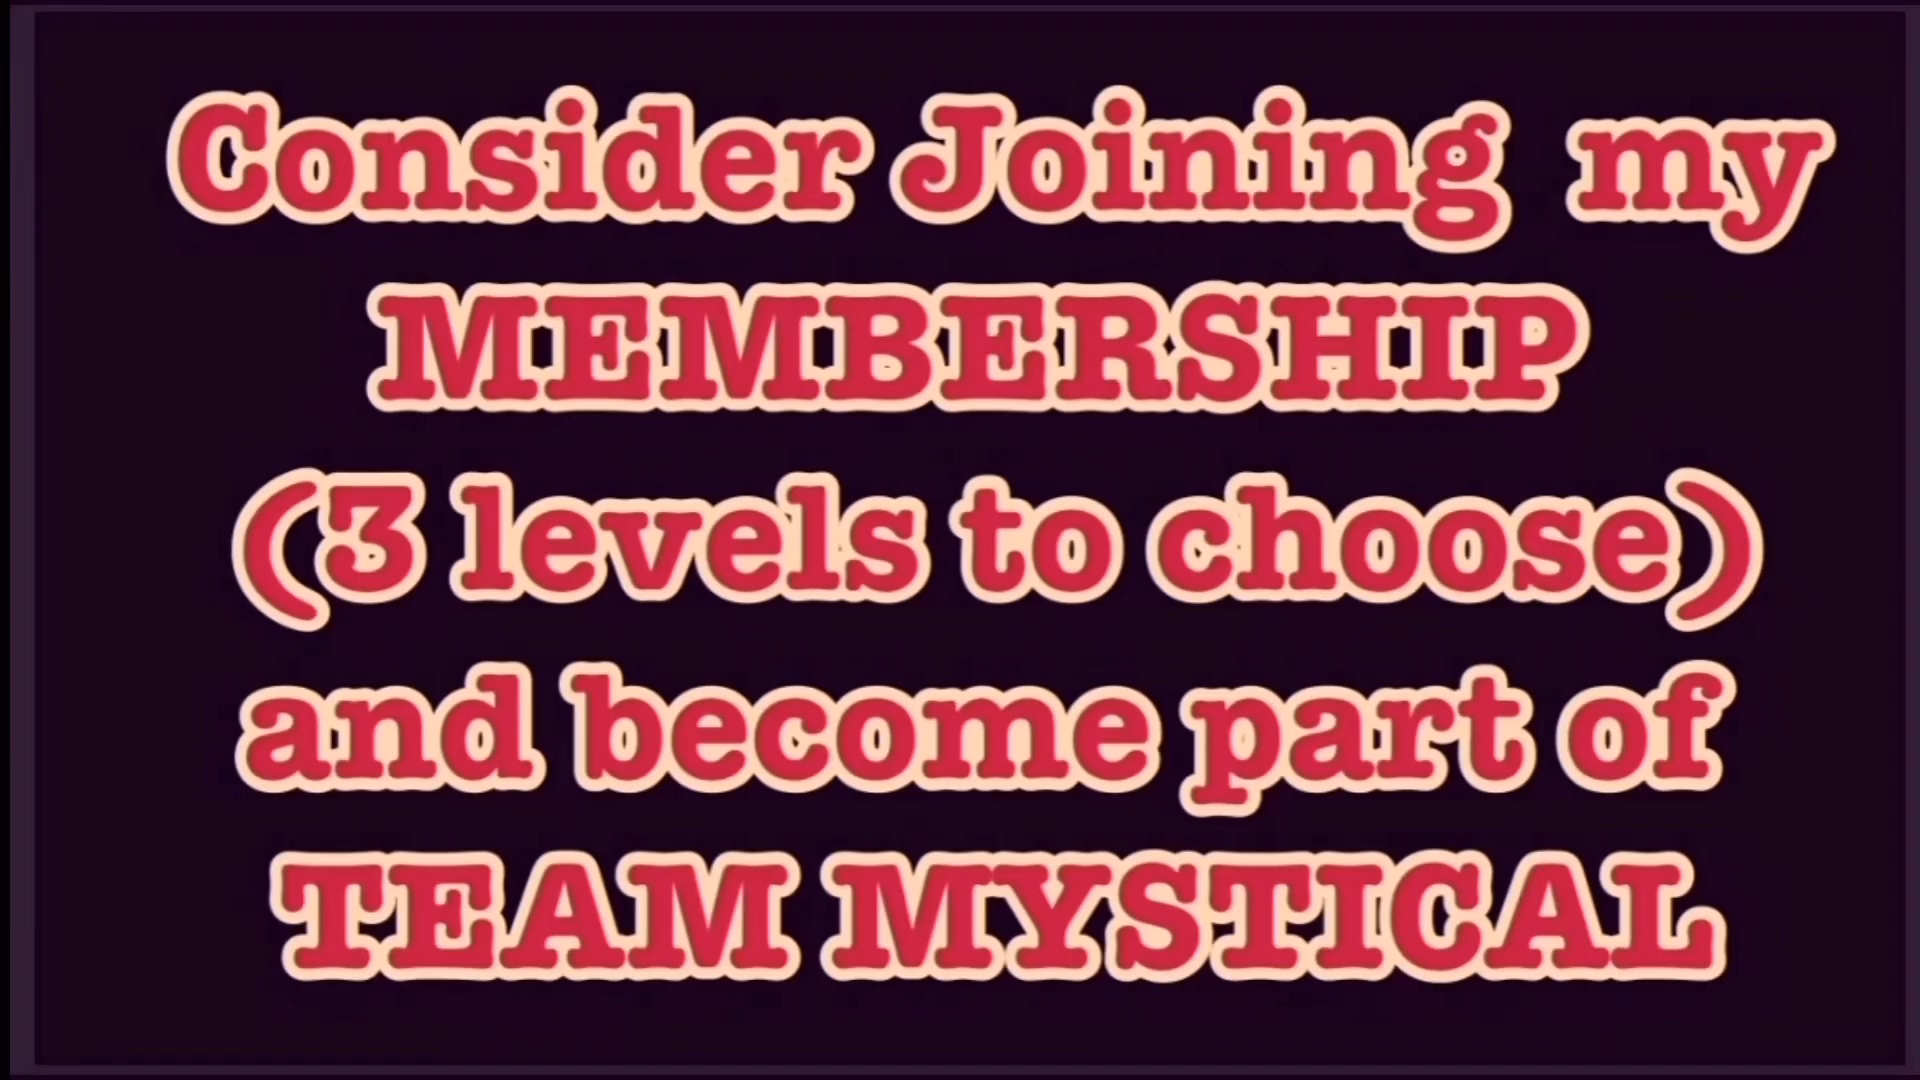 Consider Joining my
MEMBERSHIP
(3 levels to choose)
and become part of
TEAM MYSTICAL